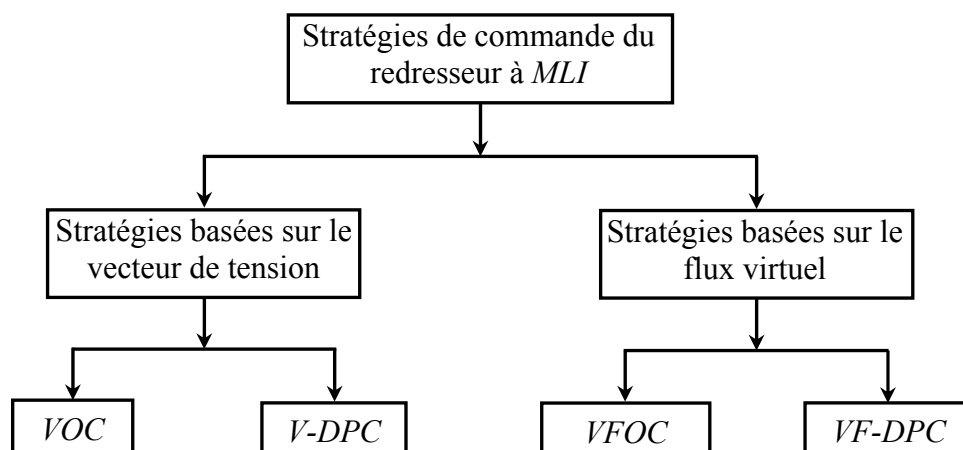 Stratégies de commande du
redresseur à MLI
Stratégies basées sur le
vecteur de tension
Stratégies basées sur le
flux virtuel
VOC
V-DPC
VFOC
VF-DPC